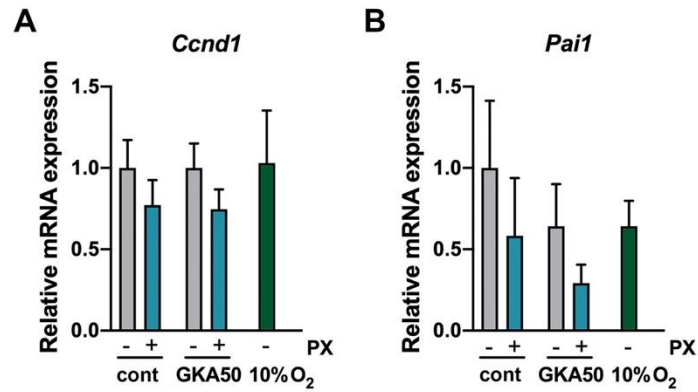 A
Ccnd1
Relative mRNA expression
1.5
1.0
0.5
0.0
- + - + - PX
cont GKA50 10%O2
B
Pai1
Relative mRNA expression
1.5
1.0
0.5
0.0
- + - + - PX
cont GKA50 10%O2